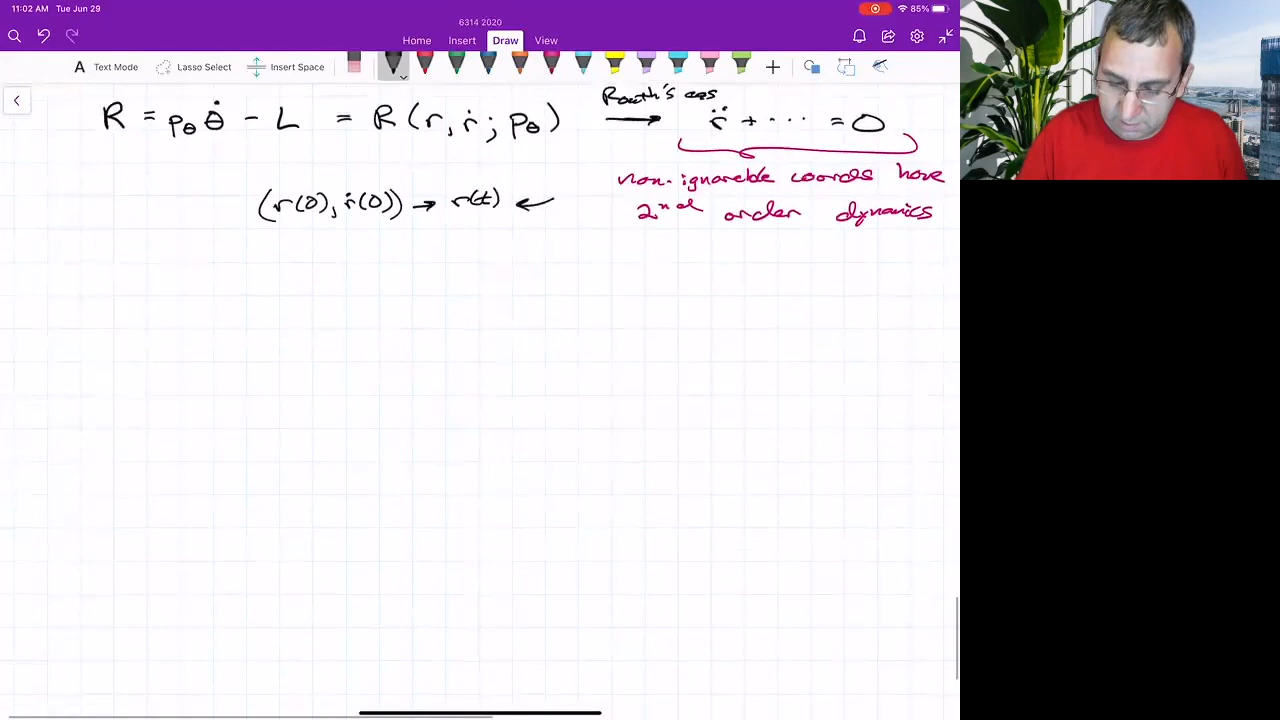 11:02 AM Tue Jun 29
85%
6314 2020
Home Insert Draw View
A Text Mode Lasso Select Insert Space
R = pθ θ̇ − L = R(r, ṙ; pθ) Routh's eqs → r̈ + ··· = 0
non-ignorable coords have
(r(0), ṙ(0)) → r(t) ←
2nd order dynamics